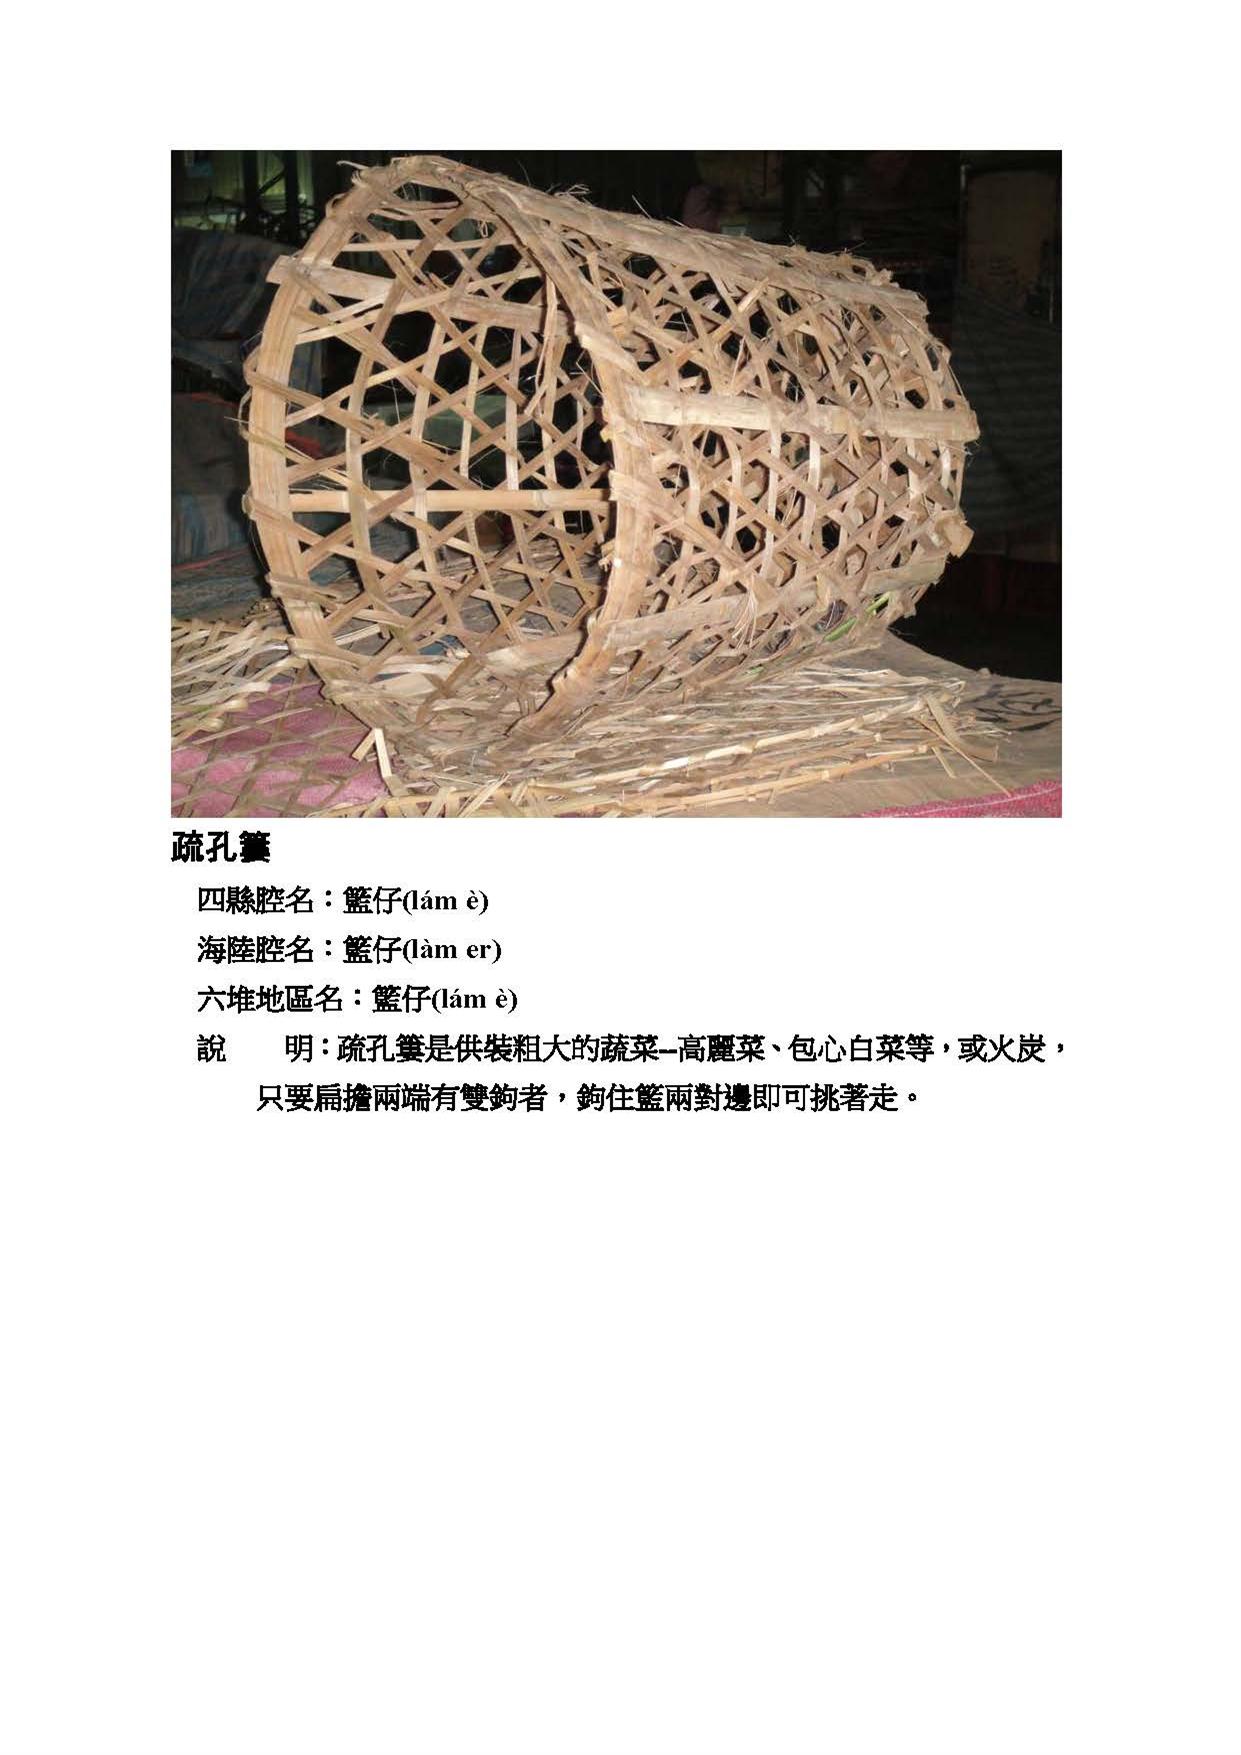 疏孔簍
四縣腔名：籃仔(lám è)
海陸腔名：籃仔(làm er)
六堆地區名：籃仔(lám è)
說　　明：疏孔簍是供裝粗大的蔬菜--高麗菜、包心白菜等，或火炭，
只要扁擔兩端有雙鉤者，鉤住籃兩對邊即可挑著走。